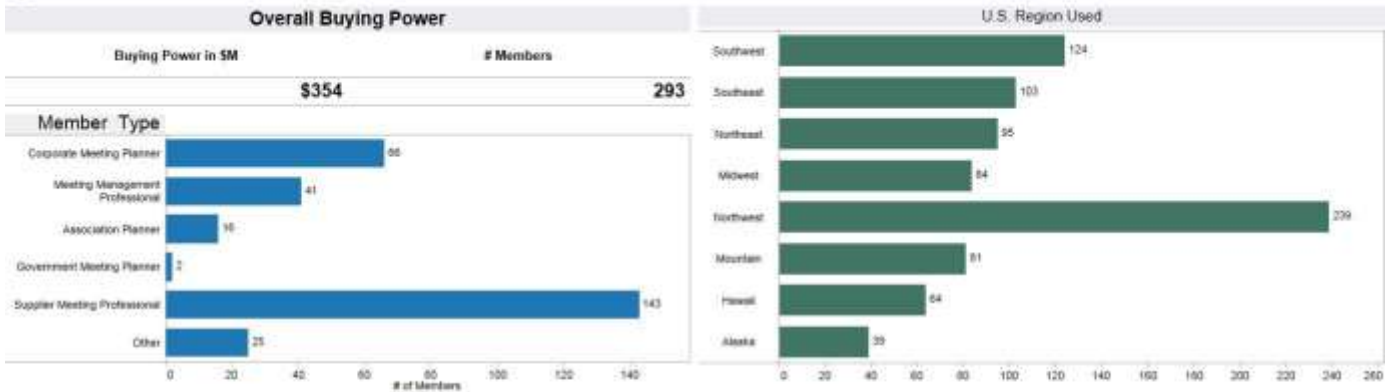 Overall Buying Power
Buying Power in $M
# Members
$354
293
Member Type
Corporate Meeting Planner
66
Meeting Management
Professional
41
Association Planner
16
Government Meeting Planner
2
Supplier Meeting Professional
143
Other
25
0 20 40 60 80 100 120 140
# of Members
U.S. Region Used
Southwest
124
Southeast
103
Northeast
95
Midwest
84
Northwest
239
Mountain
81
Hawaii
64
Alaska
39
0 20 40 60 80 100 120 140 160 180 200 220 240 260